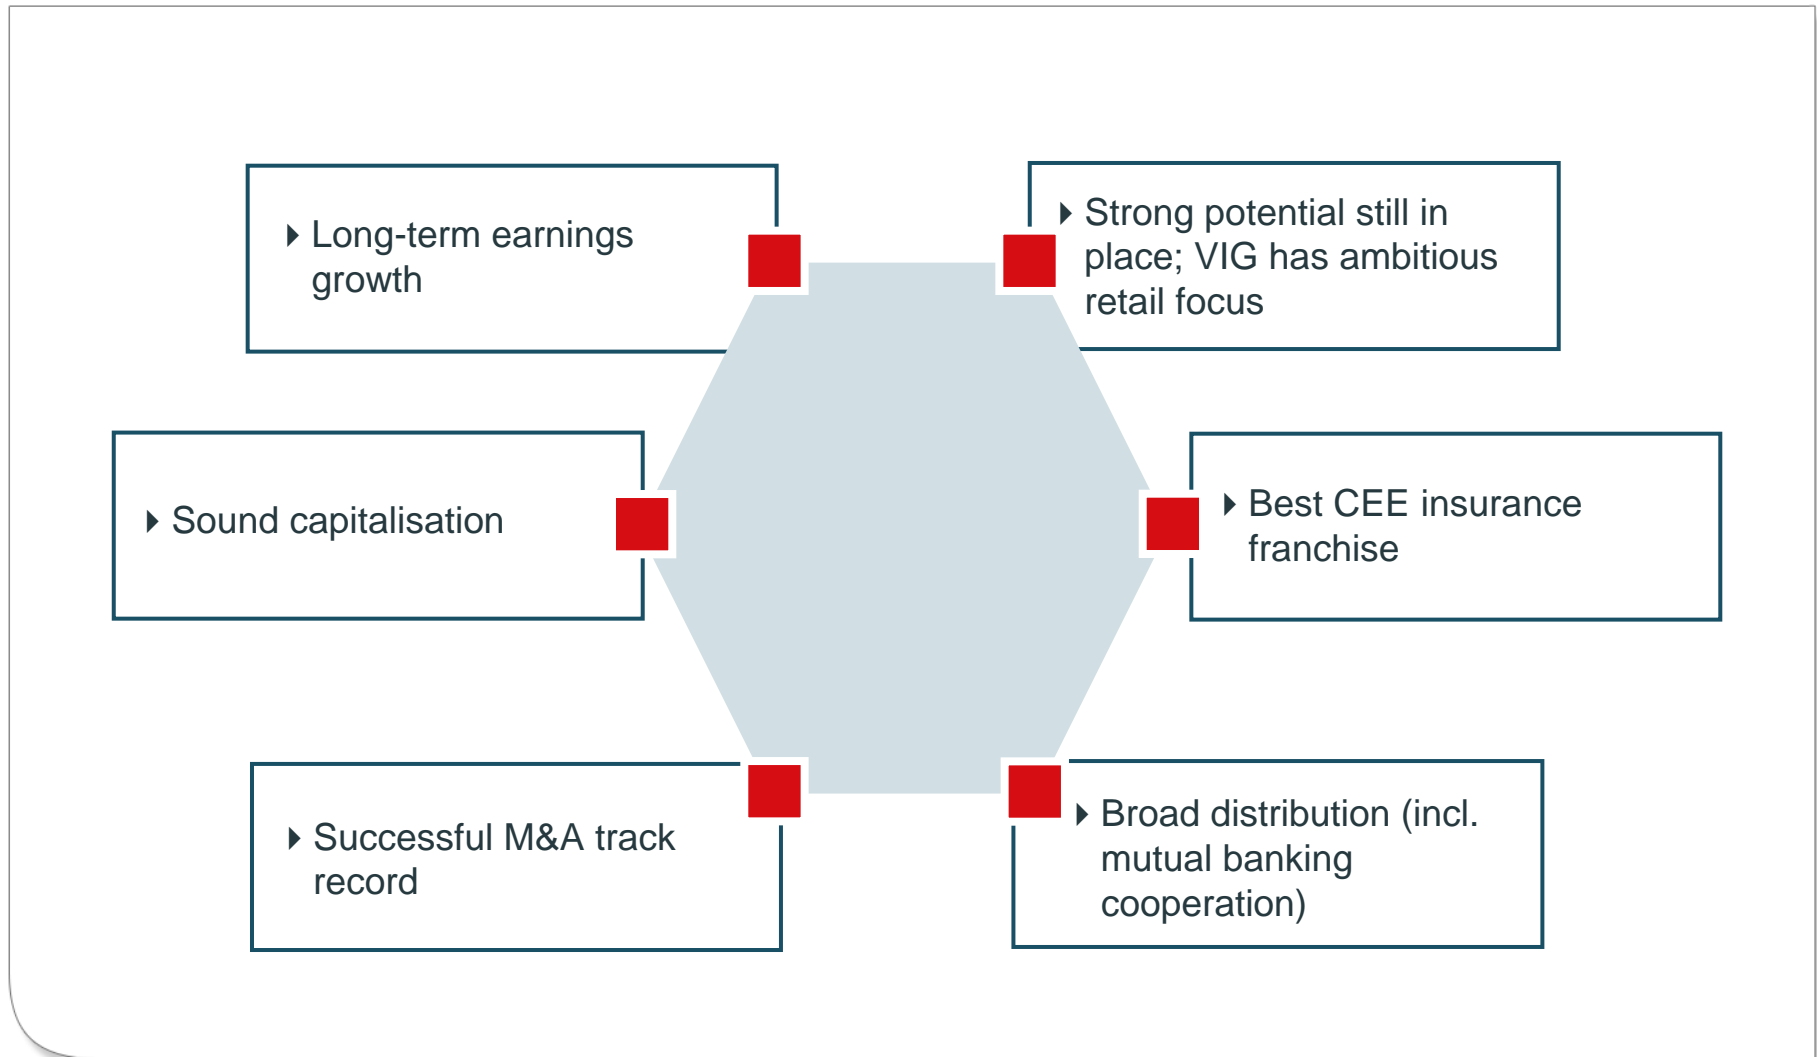 Long-term earnings
growth
Strong potential still in
place; VIG has ambitious
retail focus
Sound capitalisation
Best CEE insurance
franchise
Successful M&A track
record
Broad distribution (incl.
mutual banking
cooperation)